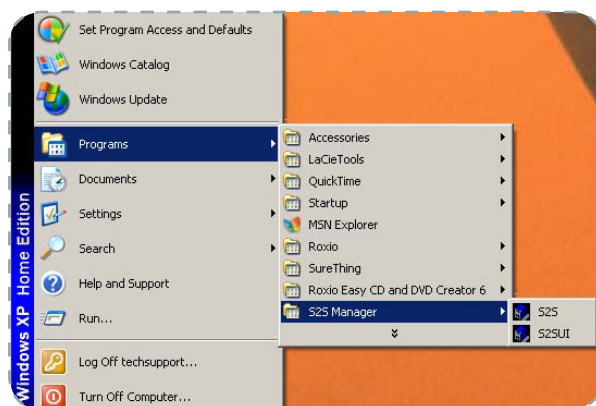 Set Program Access and Defaults
Windows Catalog
Windows Update
Programs
Documents
Settings
Search
Help and Support
Run...
Log Off techsupport...
Turn Off Computer...
Windows XP Home Edition
Accessories
LaCieTools
QuickTime
Startup
MSN Explorer
Roxio
SureThing
Roxio Easy CD and DVD Creator 6
S2S Manager
S2S
S2SUI